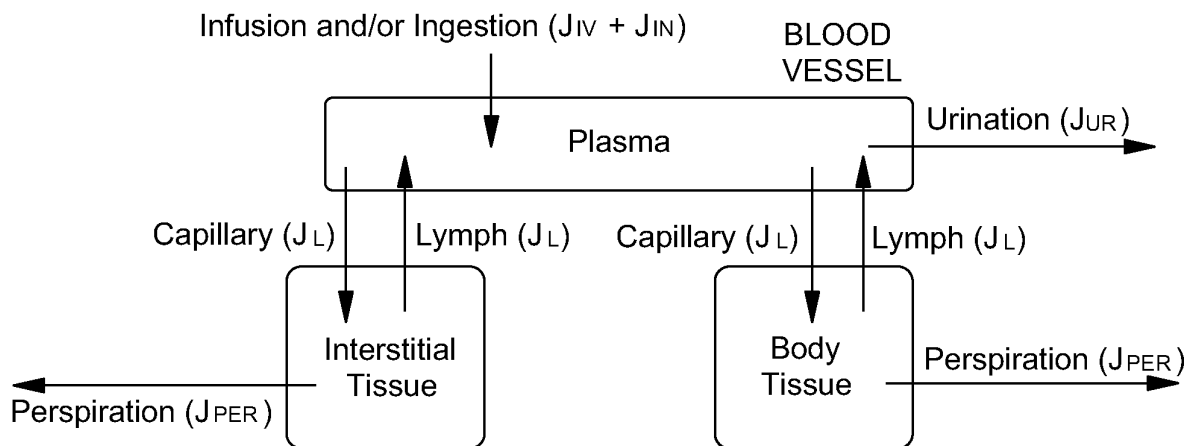 Infusion and/or Ingestion (JIV + JIN)
BLOOD
VESSEL
Plasma
Urination (JUR)
Capillary (JL)
Lymph (JL)
Capillary (JL)
Lymph (JL)
Interstitial
Tissue
Body
Tissue
Perspiration (JPER)
Perspiration (JPER)